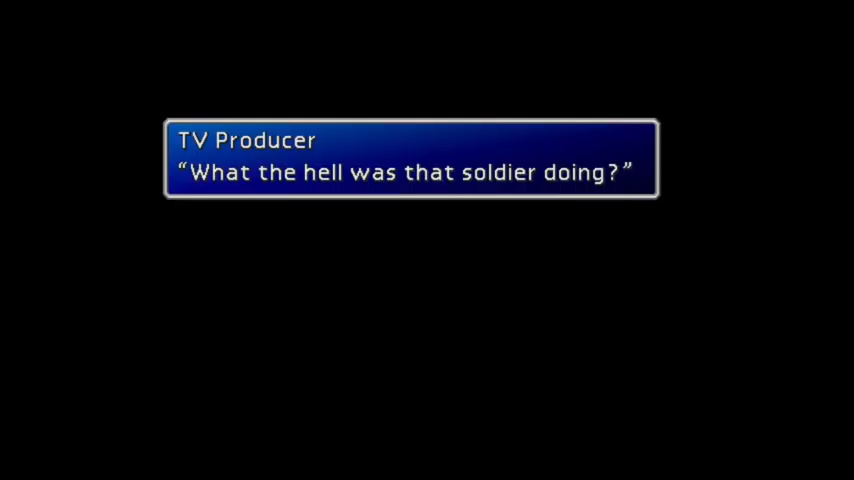 TV Producer
“What the hell was that soldier doing?”